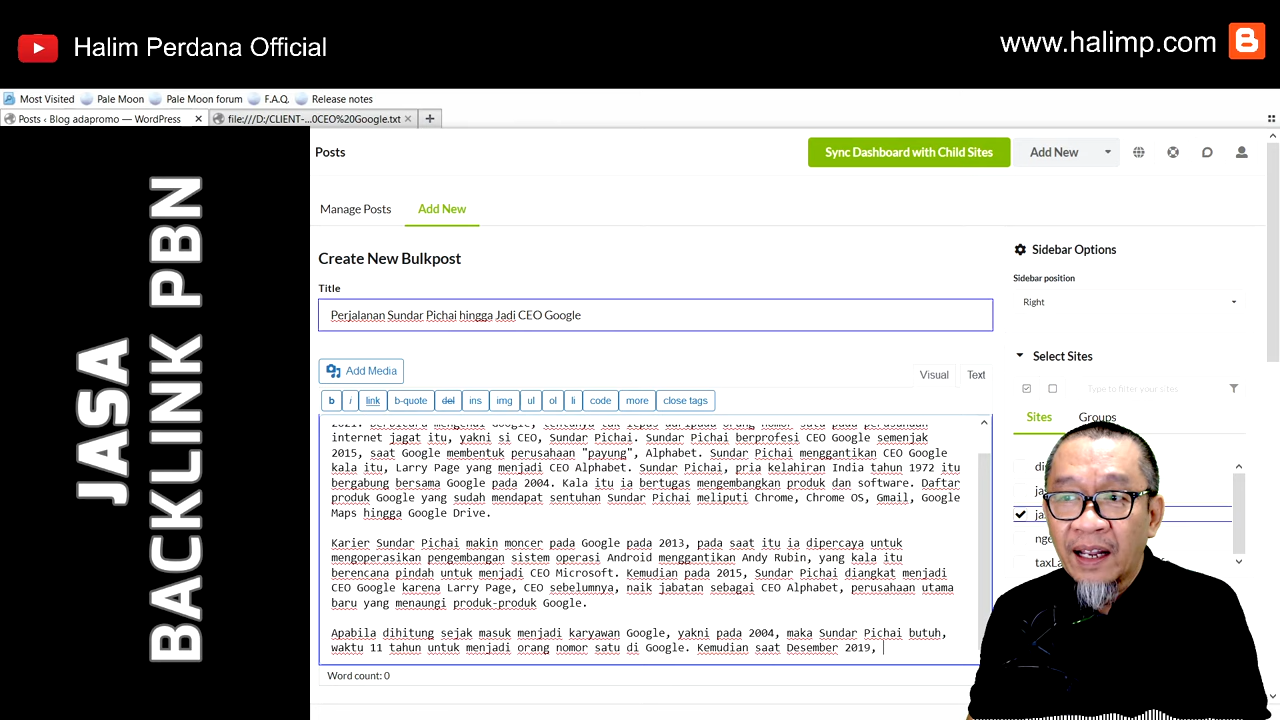 Halim Perdana Official
www.halimp.com
Most Visited
Pale Moon
Pale Moon forum
F.A.Q.
Release notes
Posts ‹ Blog adapromo — WordPress
file:///D:/CLIENT-...0CEO%20Google.txt
JASA
BACKLINK PBN
Posts
Sync Dashboard with Child Sites
Add New
Manage Posts
Add New
Create New Bulkpost
Title
Perjalanan Sundar Pichai hingga Jadi CEO Google
Add Media
Visual
Text
b
i
link
b-quote
del
ins
img
ul
ol
li
code
more
close tags
internet jagat itu, yakni si CEO, Sundar Pichai. Sundar Pichai berprofesi CEO Google semenjak
2015, saat Google membentuk perusahaan "payung", Alphabet. Sundar Pichai menggantikan CEO Google
kala itu, Larry Page yang menjadi CEO Alphabet. Sundar Pichai, pria kelahiran India tahun 1972 itu
bergabung bersama Google pada 2004. Kala itu ia bertugas mengembangkan produk dan software. Daftar
produk Google yang sudah mendapat sentuhan Sundar Pichai meliputi Chrome, Chrome OS, Gmail, Google
Maps hingga Google Drive.
Karier Sundar Pichai makin moncer pada Google pada 2013, pada saat itu ia dipercaya untuk
mengoperasikan pengembangan sistem operasi Android menggantikan Andy Rubin, yang kala itu
berencana pindah untuk menjadi CEO Microsoft. Kemudian pada 2015, Sundar Pichai diangkat menjadi
CEO Google karena Larry Page, CEO sebelumnya, naik jabatan sebagai CEO Alphabet, perusahaan utama
baru yang menaungi produk-produk Google.
Apabila dihitung sejak masuk menjadi karyawan Google, yakni pada 2004, maka Sundar Pichai butuh,
waktu 11 tahun untuk menjadi orang nomor satu di Google. Kemudian saat Desember 2019,
Word count: 0
Sidebar Options
Sidebar position
Right
Select Sites
Type to filter your sites
Sites
Groups